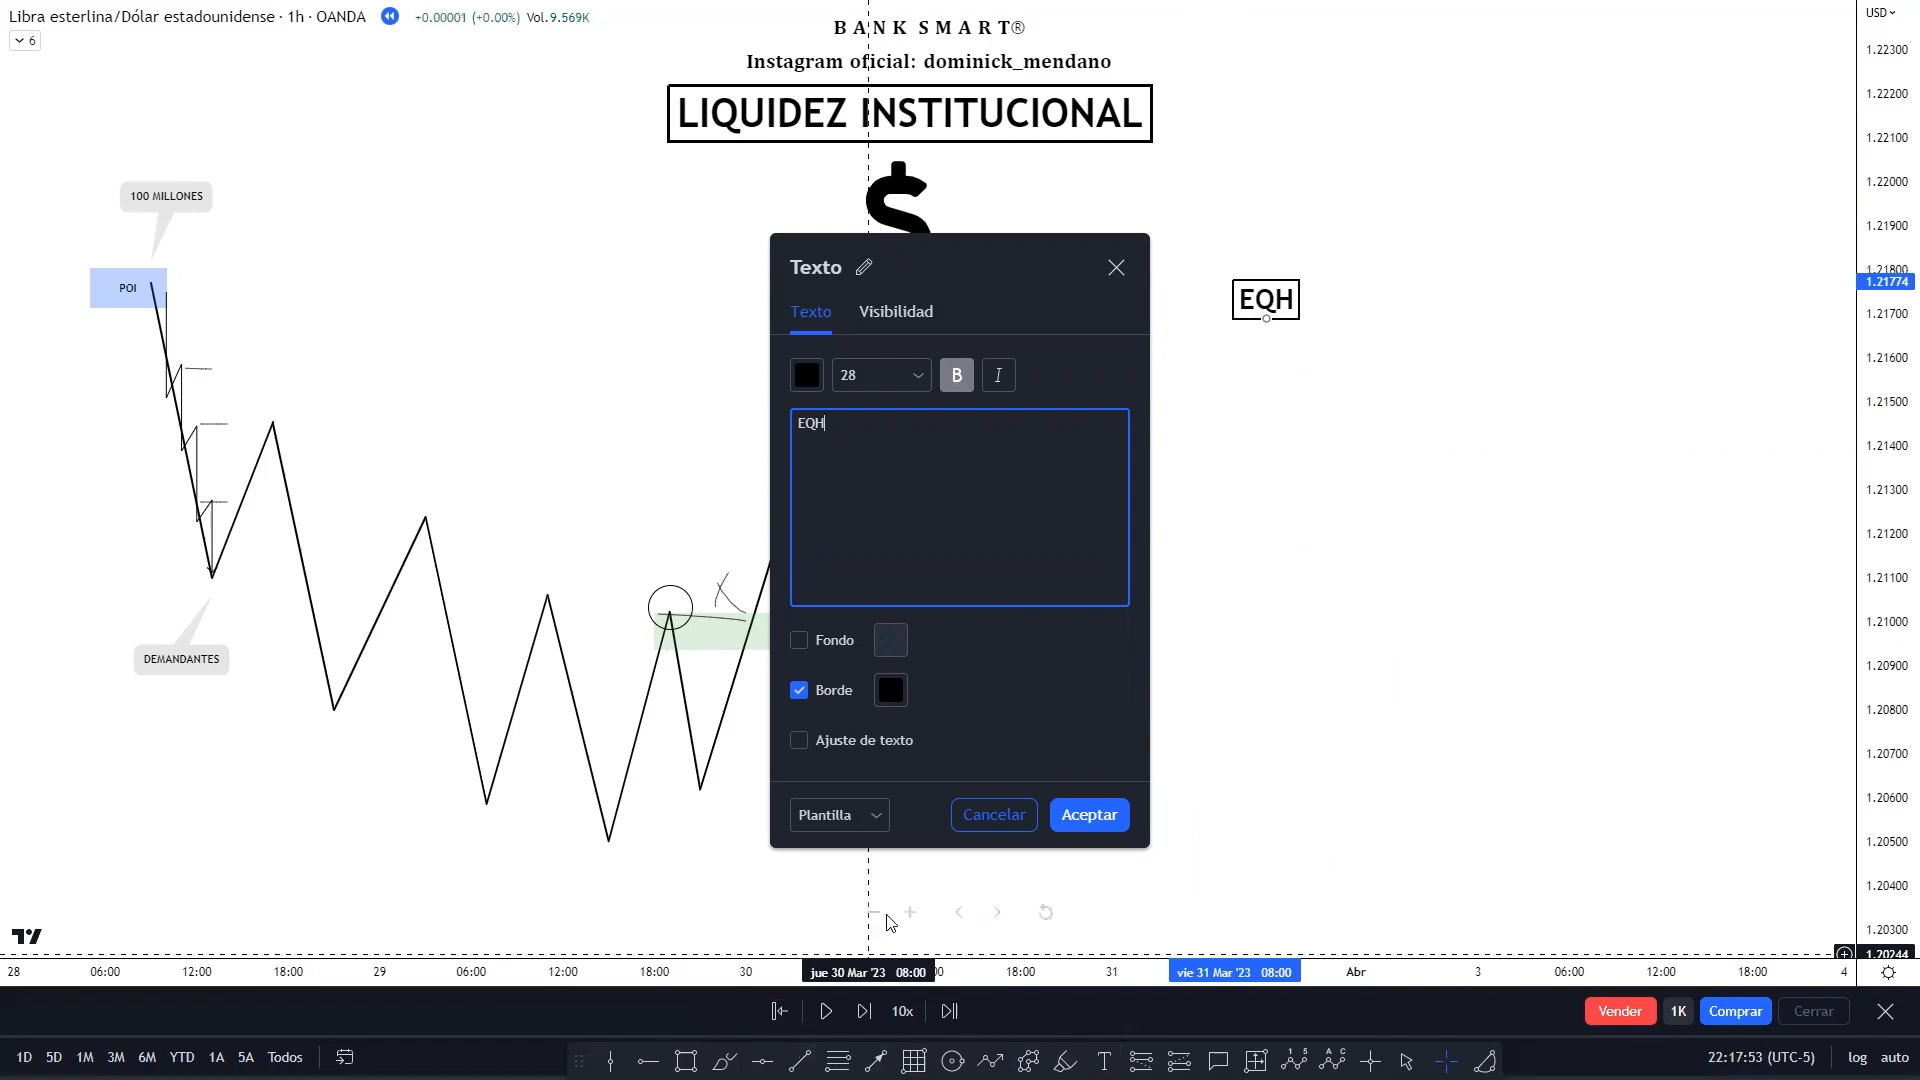 Libra esterlina/Dólar estadounidense · 1h · OANDA
+0.00001 (+0.00%) Vol.9.569K
6
B A N K S M A R T®
Instagram oficial: dominick_mendano
LIQUIDEZ INSTITUCIONAL
$
100 MILLONES
POI
DEMANDANTES
EQH
Texto
Texto
Visibilidad
28
B
I
EQH
Fondo
Borde
Ajuste de texto
Plantilla
Cancelar
Aceptar
USD
1.22300
1.22200
1.22100
1.22000
1.21900
1.21800
1.21774
1.21700
1.21600
1.21500
1.21400
1.21300
1.21200
1.21100
1.21000
1.20900
1.20800
1.20700
1.20600
1.20500
1.20400
1.20300
1.20244
28 06:00 12:00 18:00 29 06:00 12:00 18:00 30 jue 30 Mar '23 08:00 18:00 31 vie 31 Mar '23 08:00 Abr 3 06:00 12:00 18:00 4
10x
Vender 1K Comprar Cerrar
1D 5D 1M 3M 6M YTD 1A 5A Todos
22:17:53 (UTC-5) log auto